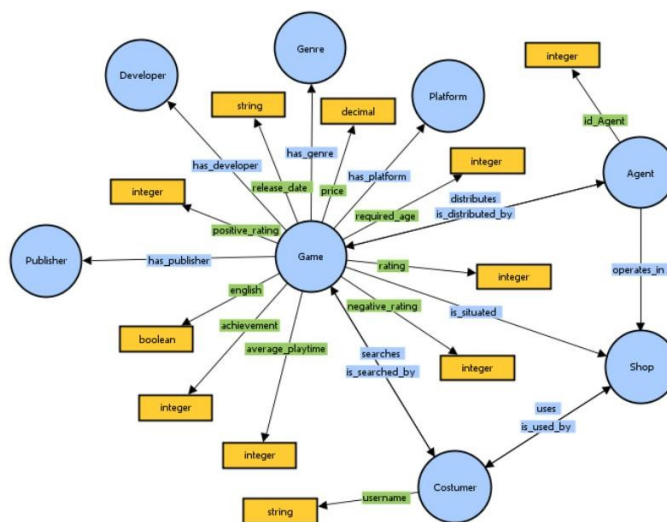 Genre
Developer
integer
string
decimal
Platform
id_Agent
has_genre
has_developer
has_platform
integer
Agent
release_date
price
integer
required_age
distributes
is_distributed_by
positive_rating
Publisher
has_publisher
Game
rating
operates_in
integer
english
negative_rating
is_situated
achievement
boolean
average_playtime
searches
is_searched_by
integer
Shop
integer
uses
is_used_by
integer
Costumer
username
string